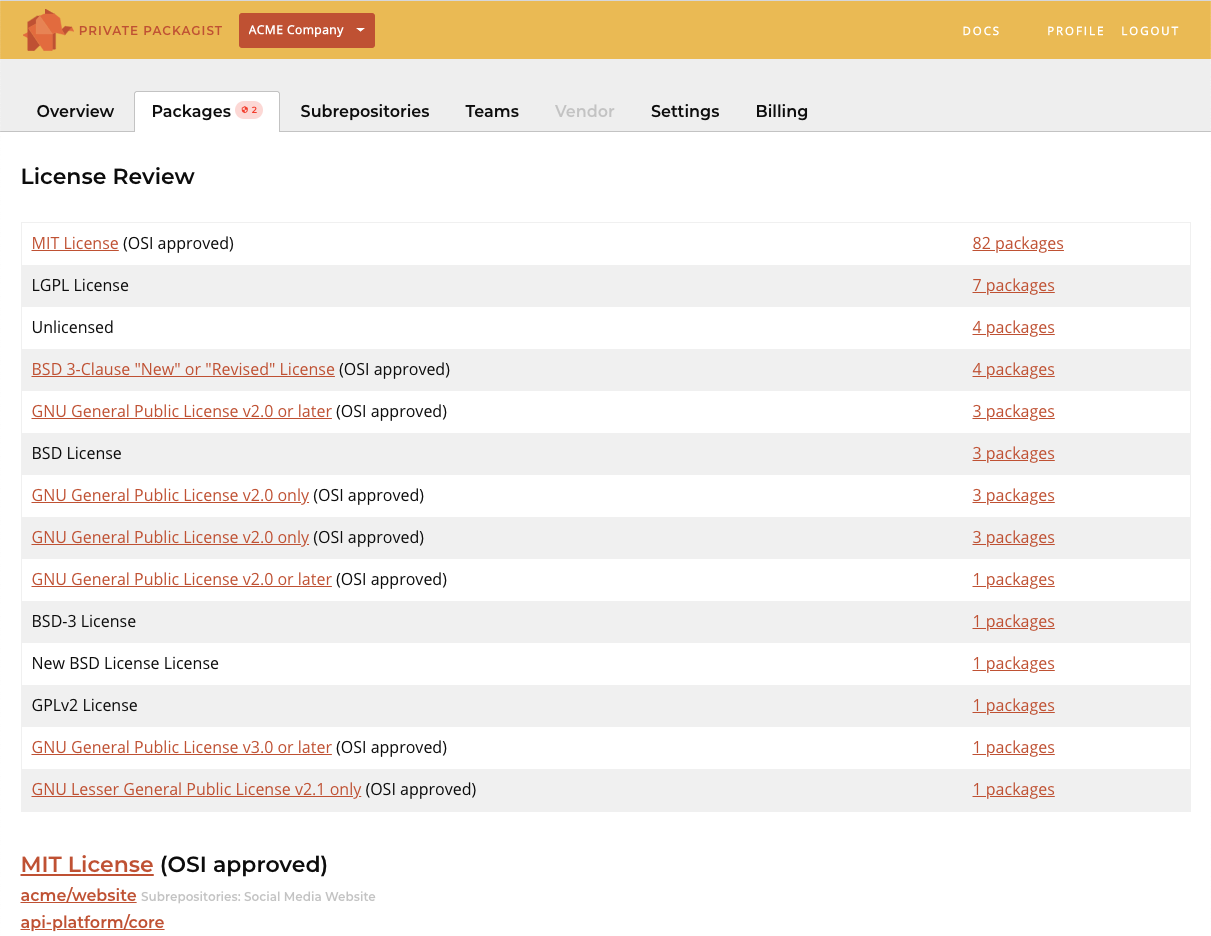 PRIVATE PACKAGIST ACME Company DOCS PROFILE LOGOUT
Overview Packages 2 Subrepositories Teams Vendor Settings Billing
License Review
MIT License (OSI approved) 82 packages
LGPL License 7 packages
Unlicensed 4 packages
BSD 3-Clause "New" or "Revised" License (OSI approved) 4 packages
GNU General Public License v2.0 or later (OSI approved) 3 packages
BSD License 3 packages
GNU General Public License v2.0 only (OSI approved) 3 packages
GNU General Public License v2.0 only (OSI approved) 3 packages
GNU General Public License v2.0 or later (OSI approved) 1 packages
BSD-3 License 1 packages
New BSD License License 1 packages
GPLv2 License 1 packages
GNU General Public License v3.0 or later (OSI approved) 1 packages
GNU Lesser General Public License v2.1 only (OSI approved) 1 packages
MIT License (OSI approved)
acme/website Subrepositories: Social Media Website
api-platform/core